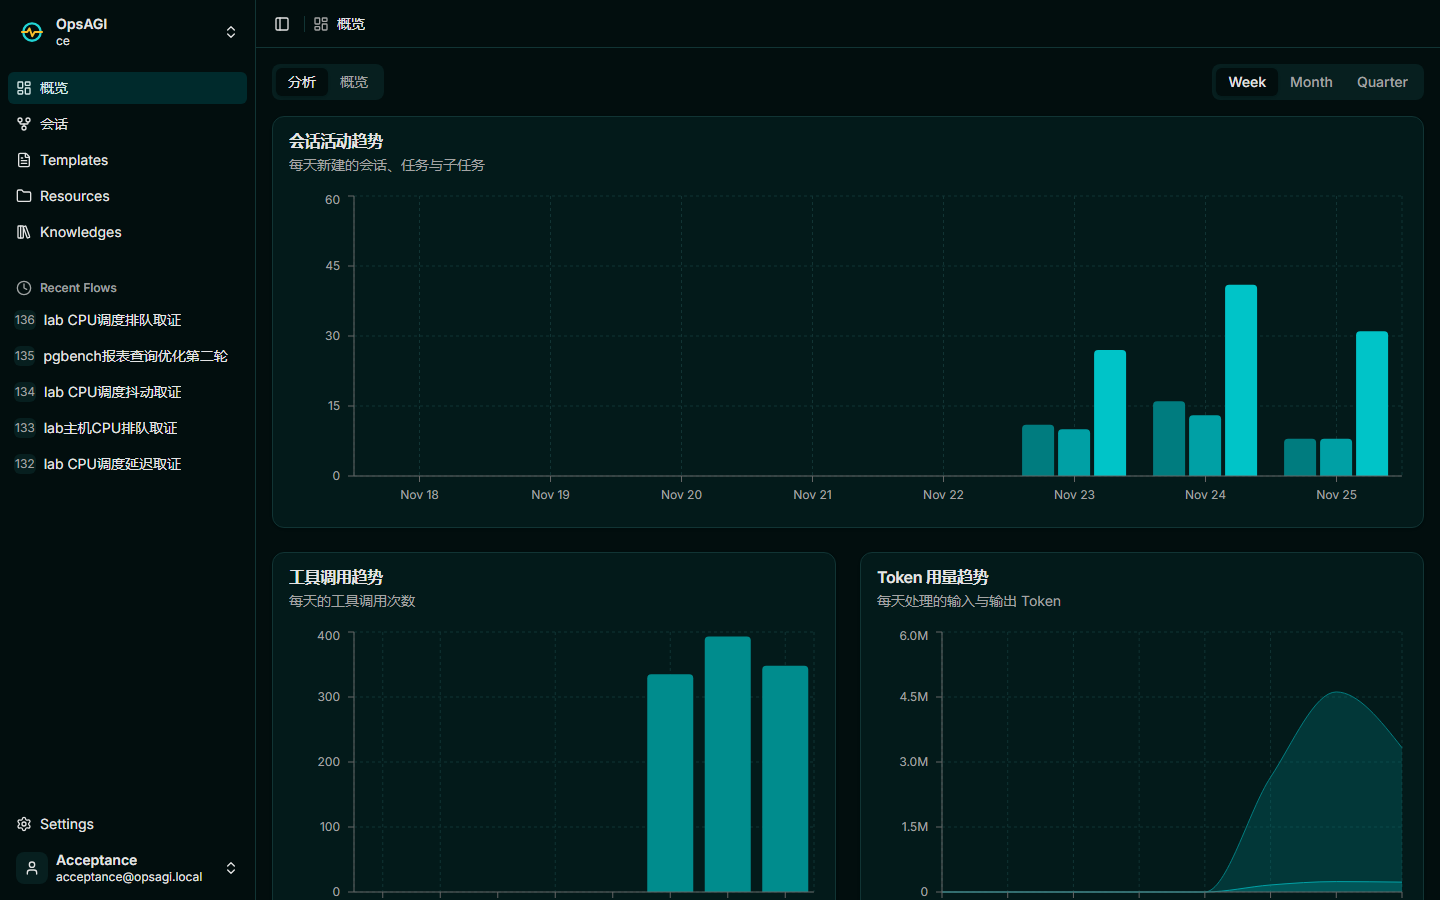 OpsAGI
ce
概览
会话
Templates
Resources
Knowledges
Recent Flows
136 lab CPU调度排队取证
135 pgbench报表查询优化第二轮
134 lab CPU调度抖动取证
133 lab主机CPU排队取证
132 lab CPU调度延迟取证
Settings
Acceptance
acceptance@opsagi.local
概览
分析 概览
Week Month Quarter
会话活动趋势
每天新建的会话、任务与子任务
60
45
30
15
0
Nov 18 Nov 19 Nov 20 Nov 21 Nov 22 Nov 23 Nov 24 Nov 25
工具调用趋势
每天的工具调用次数
400
300
200
100
0
Token 用量趋势
每天处理的输入与输出 Token
6.0M
4.5M
3.0M
1.5M
0